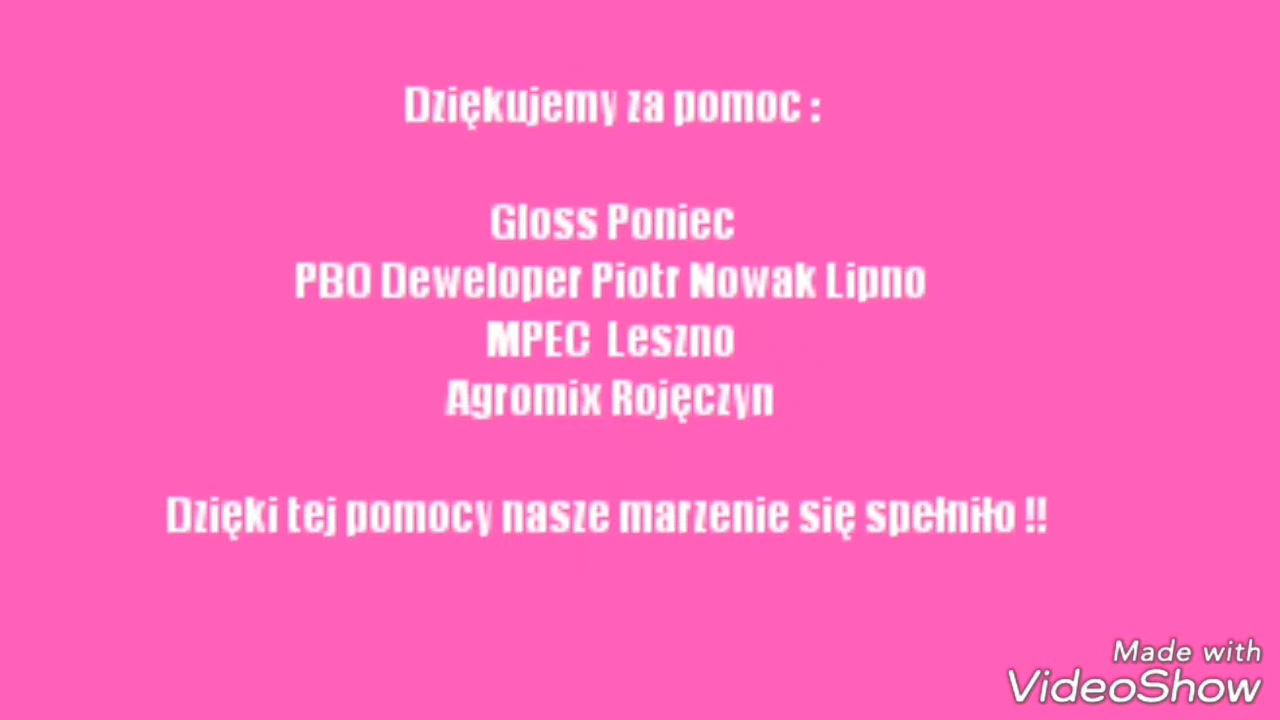 Dziękujemy za pomoc :
Gloss Poniec
PBO Deweloper Piotr Nowak Lipno
MPEC Leszno
Agromix Rojęczyn
Dzięki tej pomocy nasze marzenie się spełniło !!
Made with
VideoShow